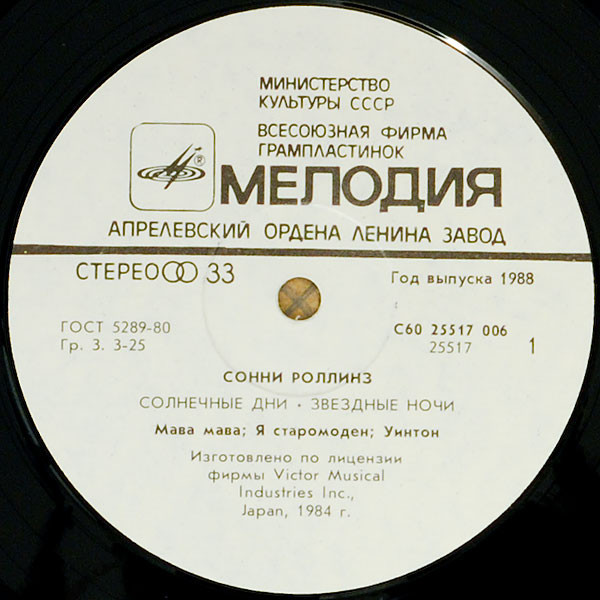 МИНИСТЕРСТВО
КУЛЬТУРЫ СССР
ВСЕСОЮЗНАЯ ФИРМА
ГРАМПЛАСТИНОК
®
МЕЛОДИЯ
АПРЕЛЕВСКИЙ ОРДЕНА ЛЕНИНА ЗАВОД
СТЕРЕО 33
Год выпуска 1988
ГОСТ 5289-80
Гр. 3. 3-25
С60 25517 006
25517 1
СОННИ РОЛЛИНЗ
СОЛНЕЧНЫЕ ДНИ · ЗВЕЗДНЫЕ НОЧИ
Мава мава; Я старомоден; Уинтон
Изготовлено по лицензии
фирмы Victor Musical
Industries Inc.,
Japan, 1984 г.